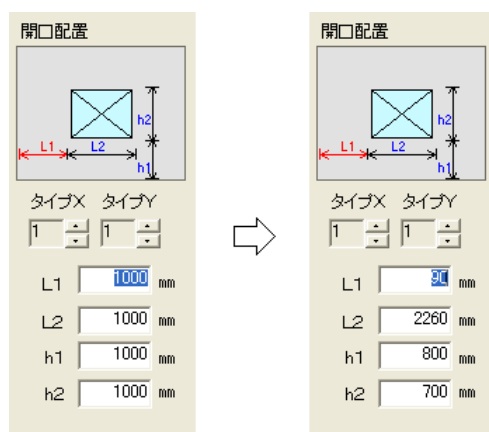 開口配置
h2
L1 L2
h1
タイプX タイプY
1 1
L1 1000 mm
L2 1000 mm
h1 1000 mm
h2 1000 mm
開口配置
h2
L1 L2
h1
タイプX タイプY
1 1
L1 90 mm
L2 2260 mm
h1 800 mm
h2 700 mm